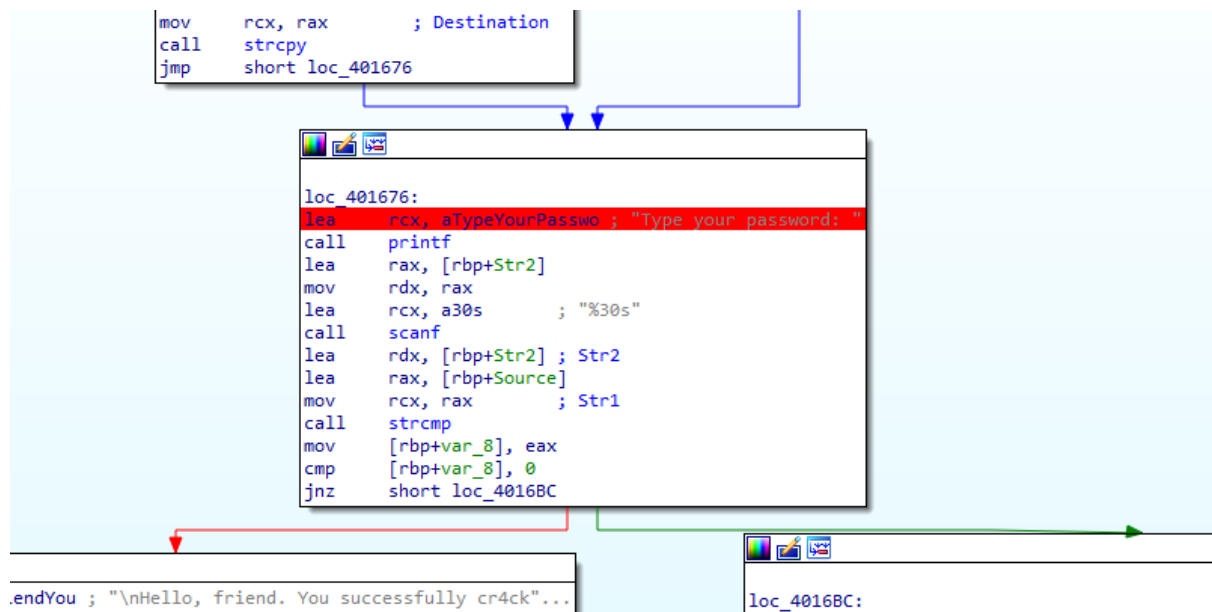 mov rcx, rax ; Destination
call strcpy
jmp short loc_401676
loc_401676:
lea rcx, aTypeYourPasswo ; "Type your password: "
call printf
lea rax, [rbp+Str2]
mov rdx, rax
lea rcx, a30s ; "%30s"
call scanf
lea rdx, [rbp+Str2] ; Str2
lea rax, [rbp+Source]
mov rcx, rax ; Str1
call strcmp
mov [rbp+var_8], eax
cmp [rbp+var_8], 0
jnz short loc_4016BC
.endYou ; "\nHello, friend. You successfully cr4ck"...
loc_4016BC: